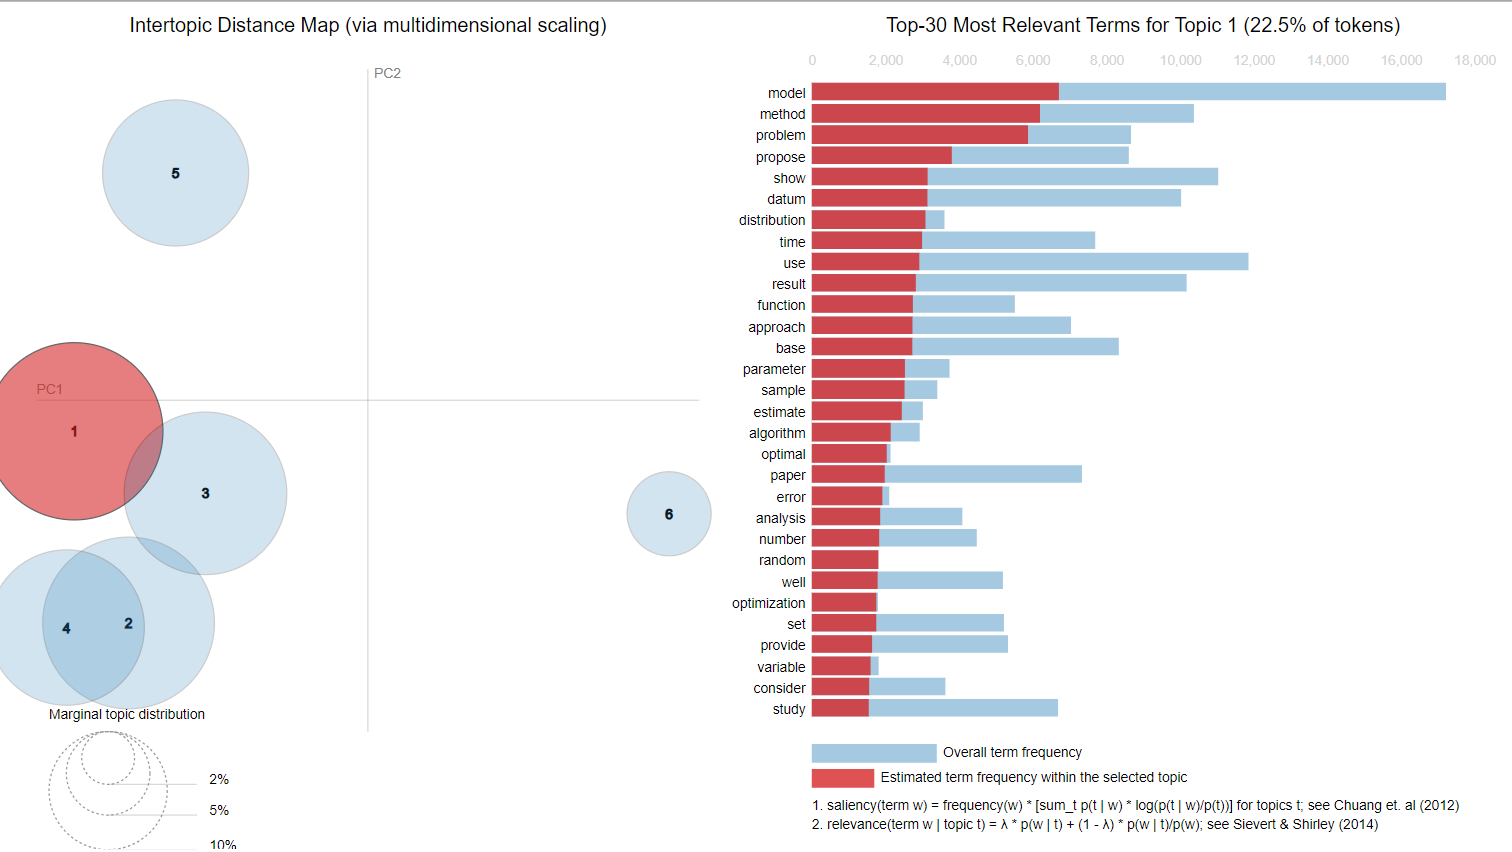 Intertopic Distance Map (via multidimensional scaling)
PC2
5
PC1
1
3
6
4
2
Marginal topic distribution
2%
5%
10%
Top-30 Most Relevant Terms for Topic 1 (22.5% of tokens)
0 2,000 4,000 6,000 8,000 10,000 12,000 14,000 16,000 18,000
model
method
problem
propose
show
datum
distribution
time
use
result
function
approach
base
parameter
sample
estimate
algorithm
optimal
paper
error
analysis
number
random
well
optimization
set
provide
variable
consider
study
Overall term frequency
Estimated term frequency within the selected topic
1. saliency(term w) = frequency(w) * [sum_t p(t | w) * log(p(t | w)/p(t))] for topics t; see Chuang et. al (2012)
2. relevance(term w | topic t) = λ * p(w | t) + (1 - λ) * p(w | t)/p(w); see Sievert & Shirley (2014)